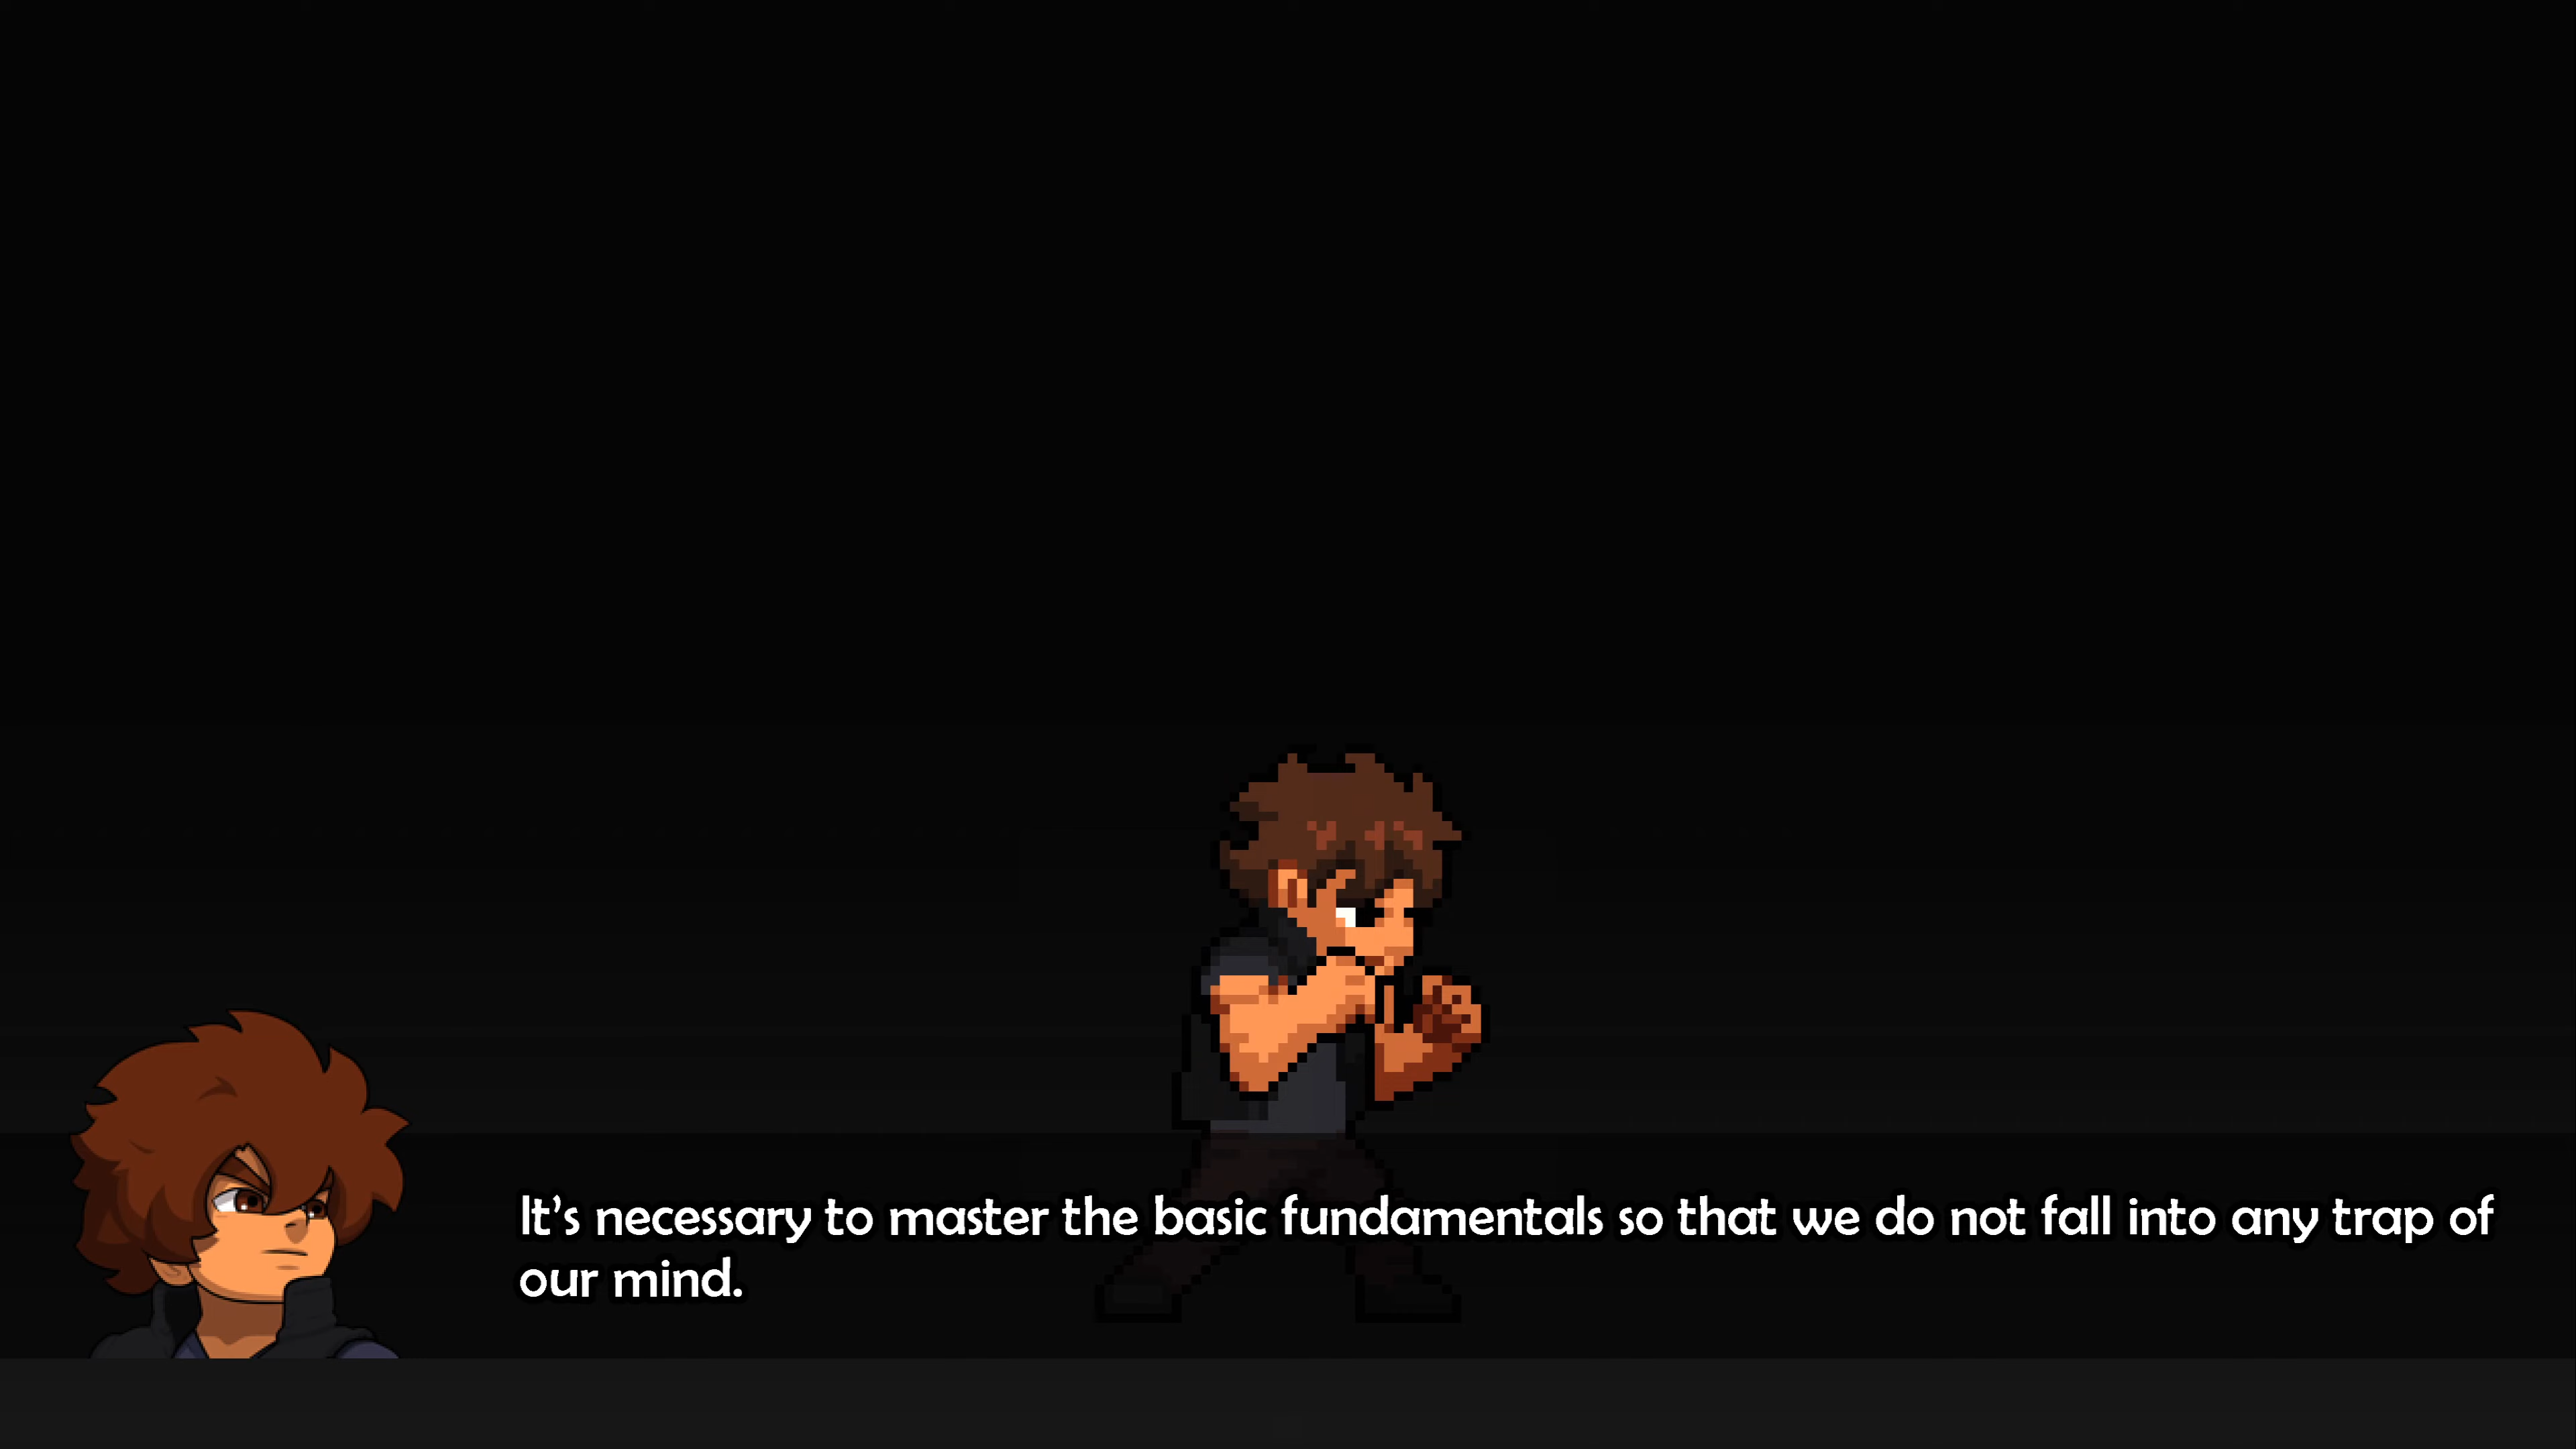 It’s necessary to master the basic fundamentals so that we do not fall into any trap of
our mind.